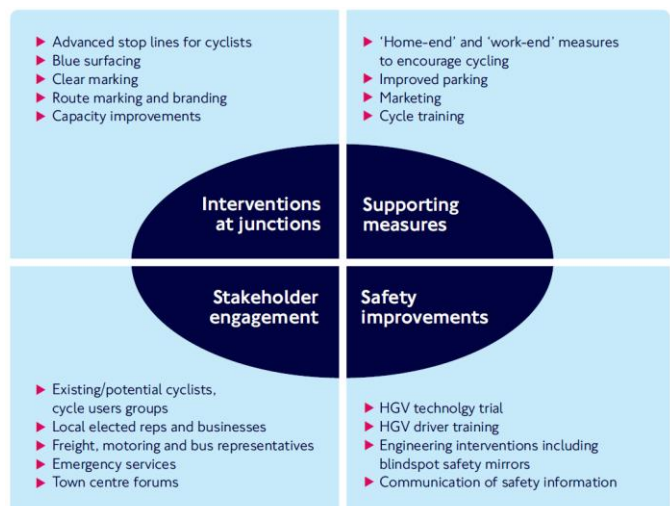 ▶ Advanced stop lines for cyclists
▶ Blue surfacing
▶ Clear marking
▶ Route marking and branding
▶ Capacity improvements
▶ ‘Home-end’ and ‘work-end’ measures
to encourage cycling
▶ Improved parking
▶ Marketing
▶ Cycle training
Interventions
at junctions
Supporting
measures
Stakeholder
engagement
Safety
improvements
▶ Existing/potential cyclists,
cycle users groups
▶ Local elected reps and businesses
▶ Freight, motoring and bus representatives
▶ Emergency services
▶ Town centre forums
▶ HGV technolgy trial
▶ HGV driver training
▶ Engineering interventions including
blindspot safety mirrors
▶ Communication of safety information